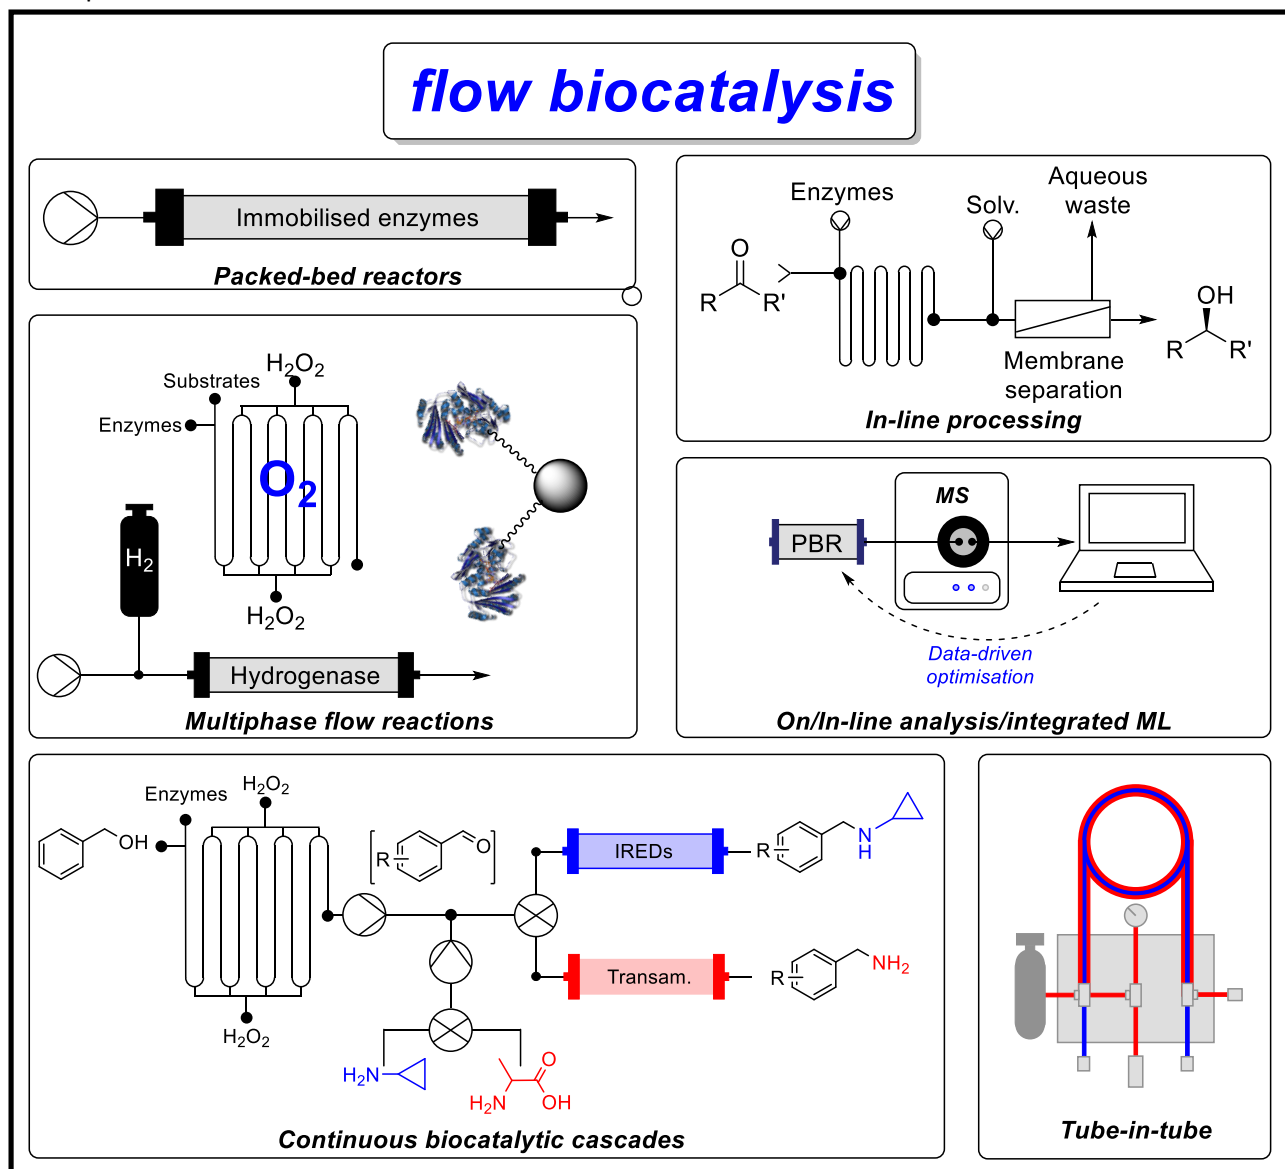 flow biocatalysis
Immobilised enzymes
Packed-bed reactors
Enzymes
Solv.
Aqueous
waste
O
R
R'
OH
R
R'
Membrane
separation
In-line processing
H₂O₂
Substrates
Enzymes
O₂
H₂
H₂O₂
Hydrogenase
Multiphase flow reactions
MS
PBR
Data-driven
optimisation
On/In-line analysis/integrated ML
Enzymes
H₂O₂
OH
R
O
H₂O₂
IREDs
R
N
H
Transam.
R
NH₂
H₂N
O
H₂N
OH
Continuous biocatalytic cascades
Tube-in-tube